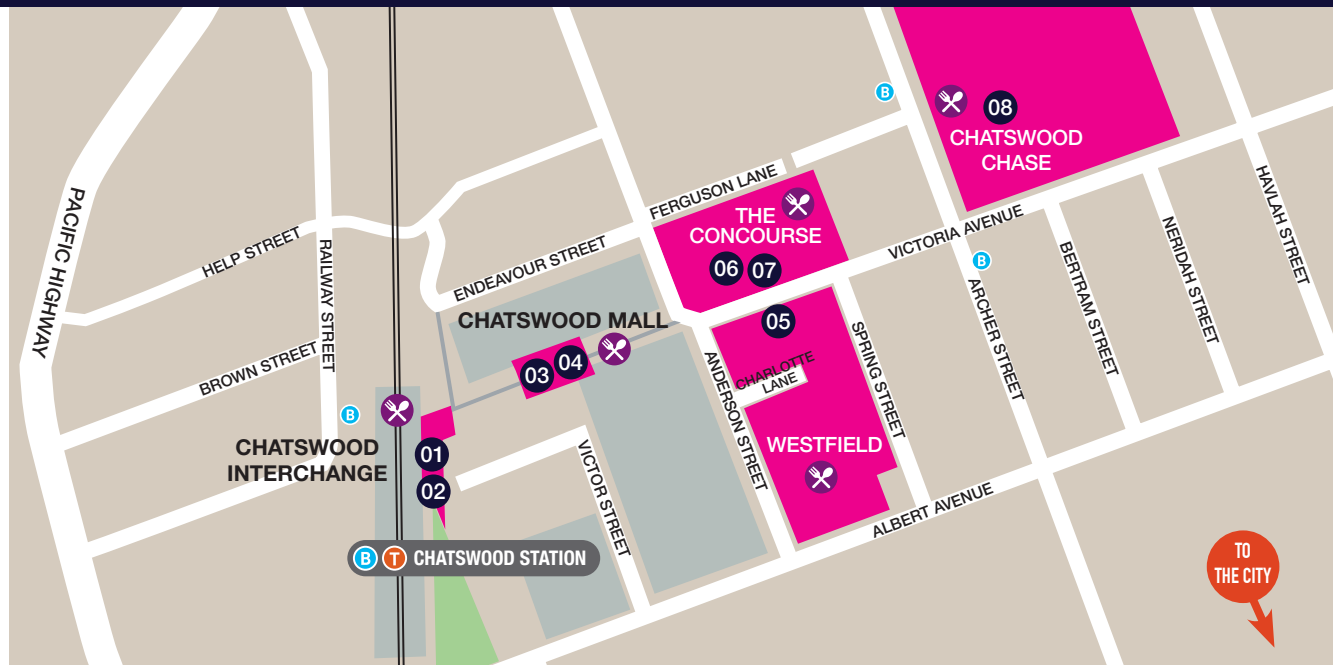 B
08
CHATSWOOD
CHASE
PACIFIC HIGHWAY
HELP STREET
RAILWAY STREET
FERGUSON LANE
THE
CONCOURSE
06
07
VICTORIA AVENUE
HAVLAH STREET
NERIDAH STREET
BERTRAM STREET
B
ARCHER STREET
ENDEAVOUR STREET
CHATSWOOD MALL
03
04
05
SPRING STREET
CHARLOTTE
LANE
ANDERSON STREET
BROWN STREET
B
CHATSWOOD
INTERCHANGE
01
02
VICTOR STREET
WESTFIELD
ALBERT AVENUE
B T CHATSWOOD STATION
TO
THE CITY